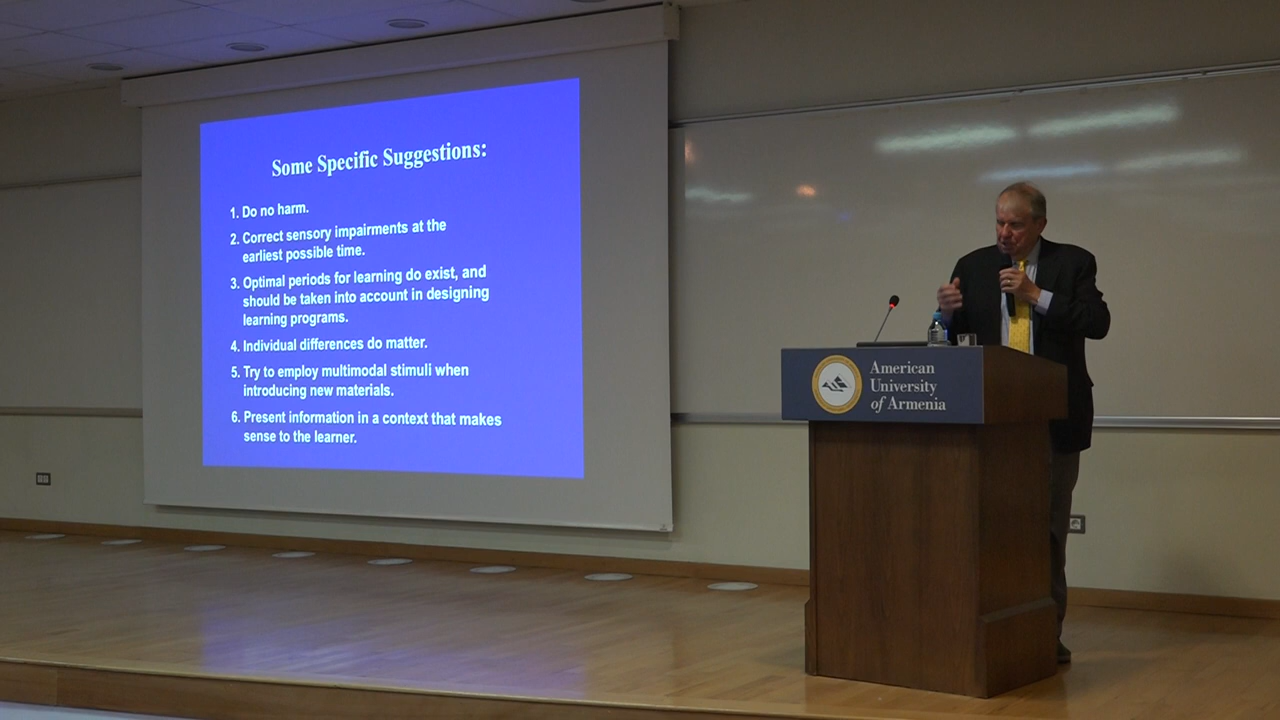 Some Specific Suggestions:
1. Do no harm.
2. Correct sensory impairments at the
earliest possible time.
3. Optimal periods for learning do exist, and
should be taken into account in designing
learning programs.
4. Individual differences do matter.
5. Try to employ multimodal stimuli when
introducing new materials.
6. Present information in a context that makes
sense to the learner.
American
University
of Armenia